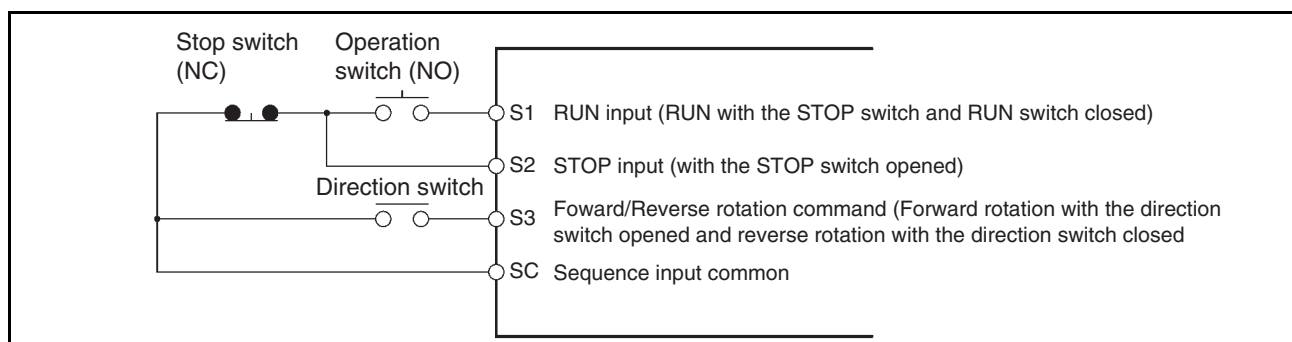 Stop switch
(NC)
Operation
switch (NO)
S1 RUN input (RUN with the STOP switch and RUN switch closed)
S2 STOP input (with the STOP switch opened)
Direction switch
S3 Foward/Reverse rotation command (Forward rotation with the direction
switch opened and reverse rotation with the direction switch closed
SC Sequence input common